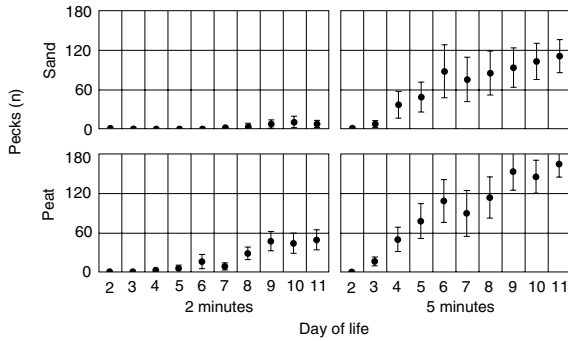 180
120
60
0
Sand
180
120
60
0
Peat
Pecks (n)
2 3 4 5 6 7 8 9 10 11 2 3 4 5 6 7 8 9 10 11
2 minutes 5 minutes
Day of life